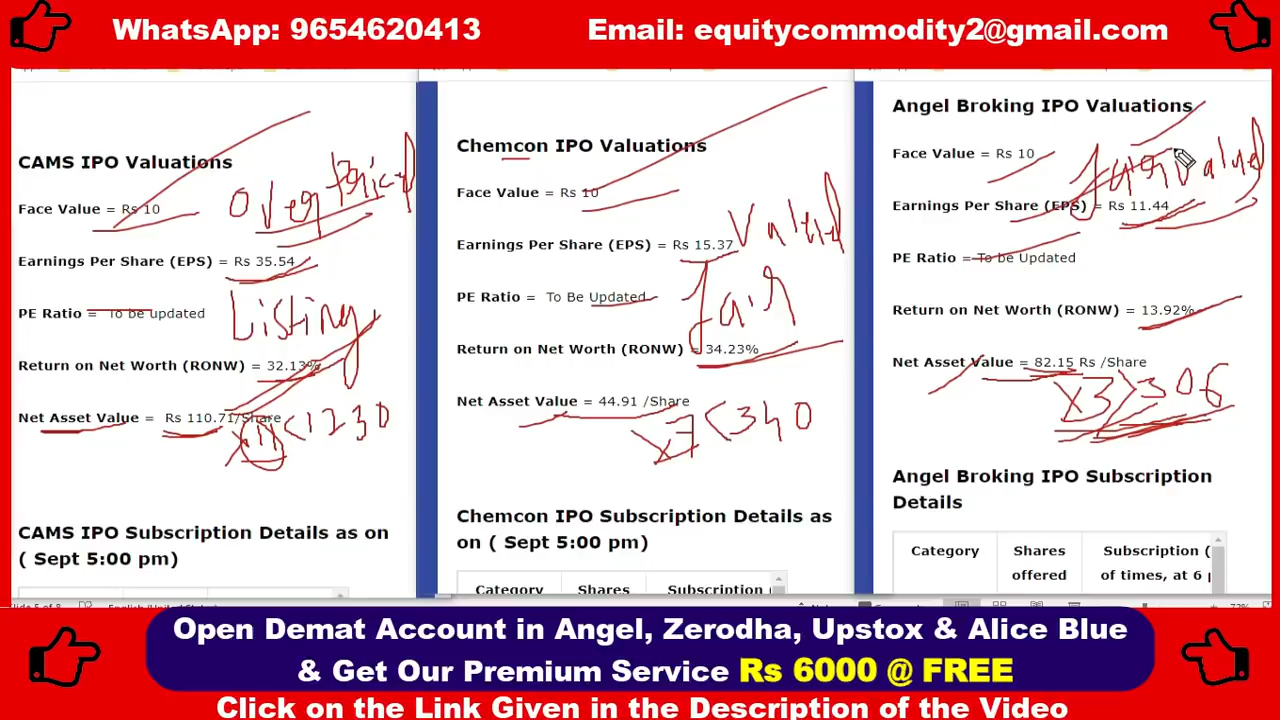 WhatsApp: 9654620413
Email: equitycommodity2@gmail.com
CAMS IPO Valuations
Face Value = Rs 10
Overpriced
Earnings Per Share (EPS) = Rs 35.54
Listing
PE Ratio = To be updated
Return on Net Worth (RONW) = 32.13%
Net Asset Value = Rs 110.71/Share
x11 < 1230
CAMS IPO Subscription Details as on
( Sept 5:00 pm)
Chemcon IPO Valuations
Face Value = Rs 10
Valued
Earnings Per Share (EPS) = Rs 15.37
fair
PE Ratio = To Be Updated
Return on Net Worth (RONW) = 34.23%
Net Asset Value = 44.91 /Share
x7 < 340
Chemcon IPO Subscription Details as
on ( Sept 5:00 pm)
Category
Shares
Subscription (
Angel Broking IPO Valuations
Face Value = Rs 10
fair Valued
Earnings Per Share (EPS) = Rs 11.44
PE Ratio = To be Updated
Return on Net Worth (RONW) = 13.92%
Net Asset Value = 82.15 Rs /Share
x3 > 306
Angel Broking IPO Subscription
Details
Category
Shares
offered
Subscription (
of times, at 6 p
Open Demat Account in Angel, Zerodha, Upstox & Alice Blue
& Get Our Premium Service Rs 6000 @ FREE
Click on the Link Given in the Description of the Video